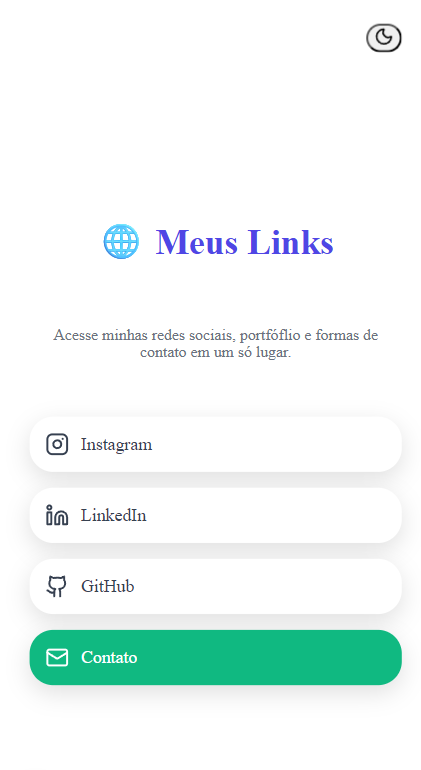 Meus Links
Acesse minhas redes sociais, portfóflio e formas de
contato em um só lugar.
Instagram
LinkedIn
GitHub
Contato